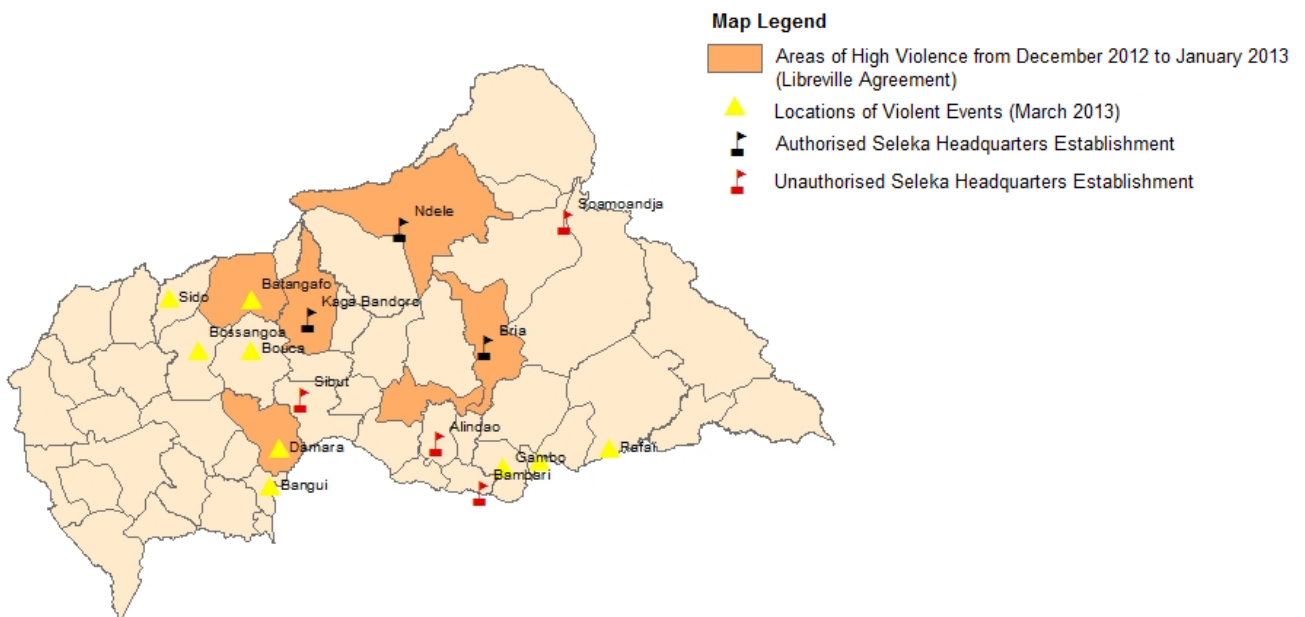 Map Legend
Areas of High Violence from December 2012 to January 2013
(Libreville Agreement)
Locations of Violent Events (March 2013)
Authorised Seleka Headquarters Establishment
Unauthorised Seleka Headquarters Establishment
Soamoandja
Ndele
Batangafo
Sido
Kaga Bandoro
Bossangoa
Bria
Bouca
Sibut
Alindao
Damara
Rafai
Gambo
Bambari
Bangui